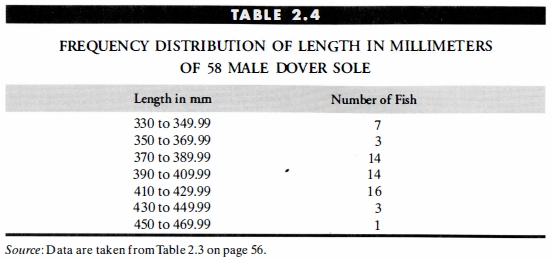 TABLE 2.4
FREQUENCY DISTRIBUTION OF LENGTH IN MILLIMETERS
OF 58 MALE DOVER SOLE
Length in mm Number of Fish
330 to 349.99 7
350 to 369.99 3
370 to 389.99 14
390 to 409.99 14
410 to 429.99 16
430 to 449.99 3
450 to 469.99 1
Source: Data are taken from Table 2.3 on page 56.